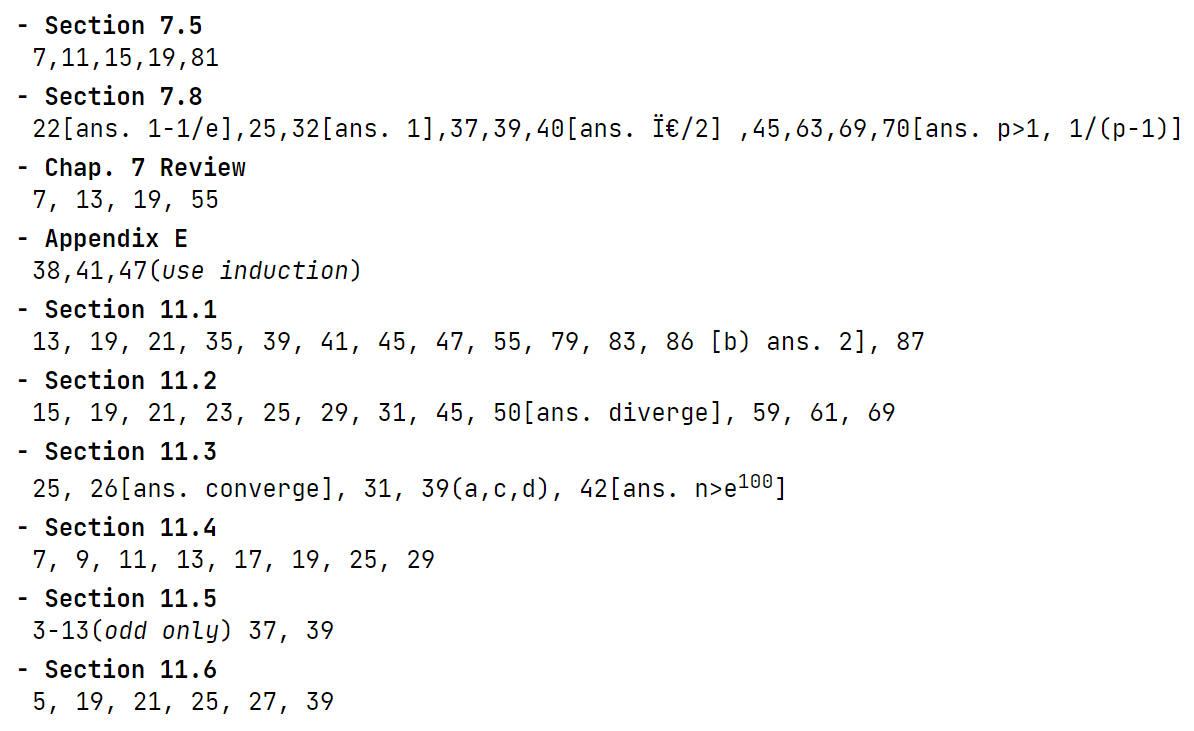 - Section 7.5
7,11,15,19,81
- Section 7.8
22[ans. 1-1/e],25,32[ans. 1],37,39,40[ans. Ï€/2] ,45,63,69,70[ans. p>1, 1/(p-1)]
- Chap. 7 Review
7, 13, 19, 55
- Appendix E
38,41,47(use induction)
- Section 11.1
13, 19, 21, 35, 39, 41, 45, 47, 55, 79, 83, 86 [b) ans. 2], 87
- Section 11.2
15, 19, 21, 23, 25, 29, 31, 45, 50[ans. diverge], 59, 61, 69
- Section 11.3
25, 26[ans. converge], 31, 39(a,c,d), 42[ans. n>e^100]
- Section 11.4
7, 9, 11, 13, 17, 19, 25, 29
- Section 11.5
3-13(odd only) 37, 39
- Section 11.6
5, 19, 21, 25, 27, 39